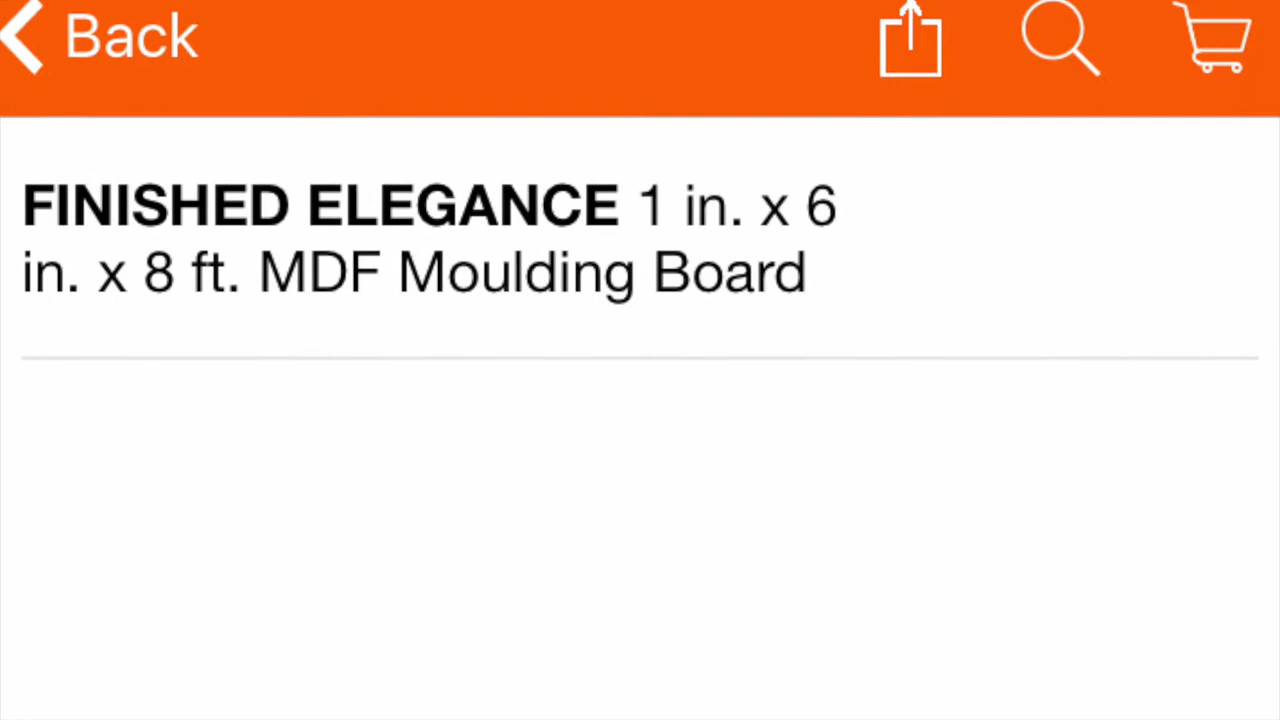 Back
FINISHED ELEGANCE 1 in. x 6
in. x 8 ft. MDF Moulding Board